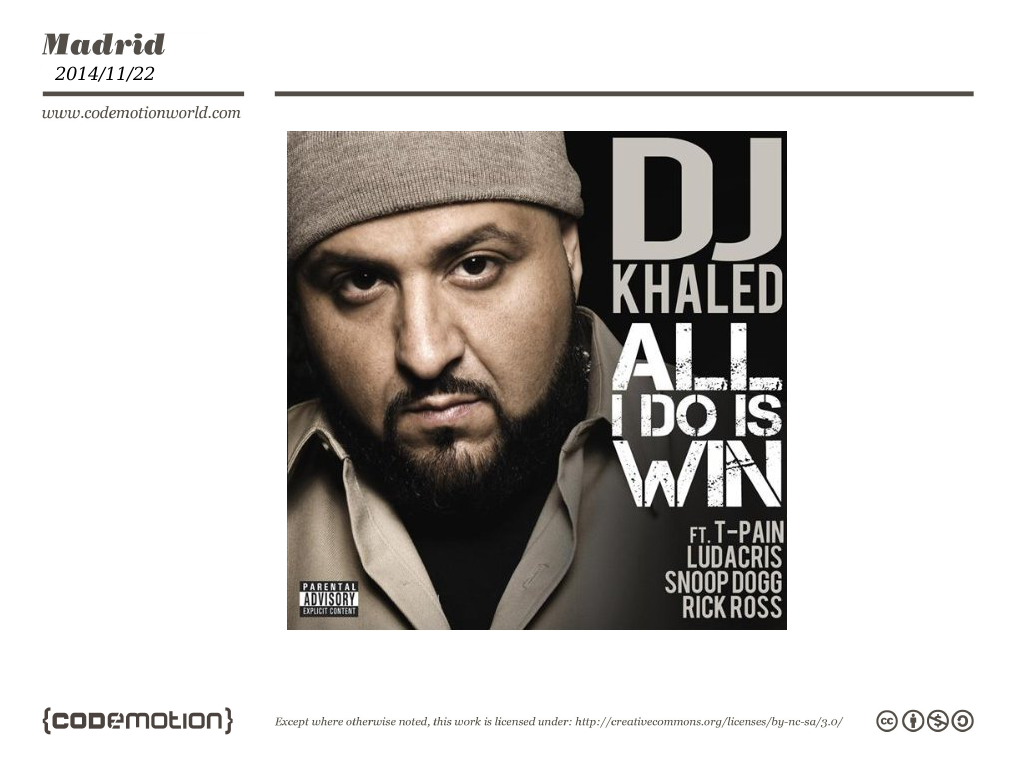 Madrid
2014/11/22
www.codemotionworld.com
DJ
KHALED
ALL
I DO IS
WIN
FT. T-PAIN
LUDACRIS
SNOOP DOGG
RICK ROSS
PARENTAL
ADVISORY
EXPLICIT CONTENT
{CODEMOTION}
Except where otherwise noted, this work is licensed under: http://creativecommons.org/licenses/by-nc-sa/3.0/
cc